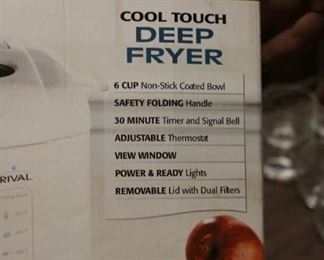 COOL TOUCH
DEEP
FRYER
6 CUP Non-Stick Coated Bowl
SAFETY FOLDING Handle
30 MINUTE Timer and Signal Bell
ADJUSTABLE Thermostat
VIEW WINDOW
POWER & READY Lights
REMOVABLE Lid with Dual Filters
RIVAL